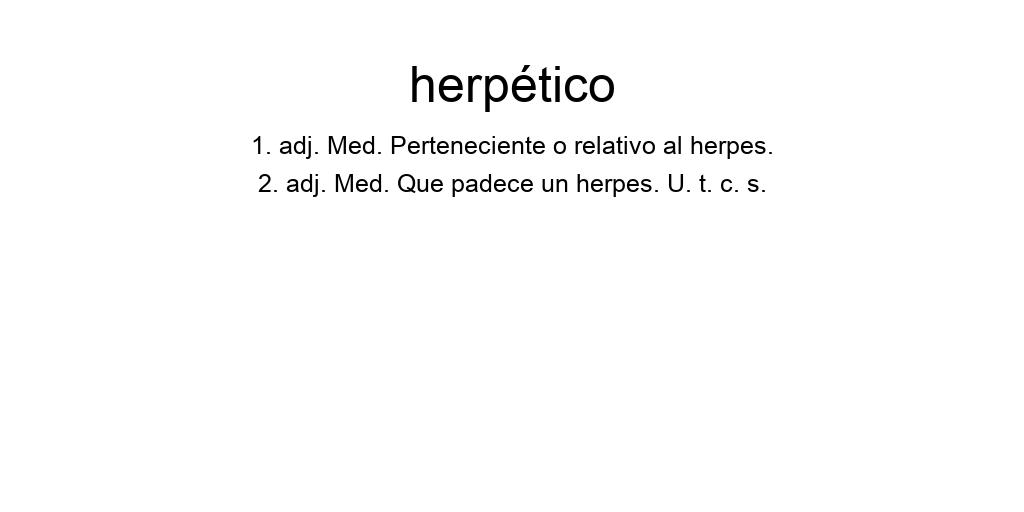 herpético
1. adj. Med. Perteneciente o relativo al herpes.
2. adj. Med. Que padece un herpes. U. t. c. s.